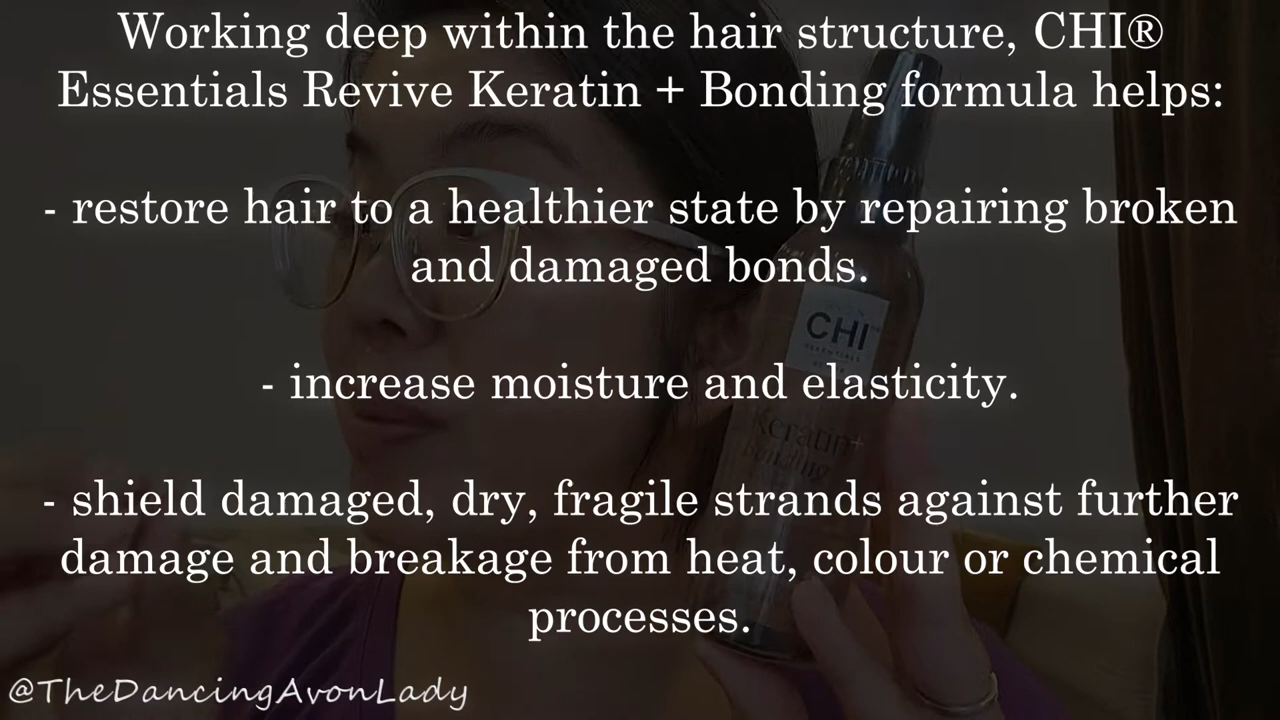 Working deep within the hair structure, CHI®
Essentials Revive Keratin + Bonding formula helps:
- restore hair to a healthier state by repairing broken
and damaged bonds.
- increase moisture and elasticity.
- shield damaged, dry, fragile strands against further
damage and breakage from heat, colour or chemical
processes.
CHI
ESSENTIALS
Keratin+
bonding
@TheDancingAvonLady